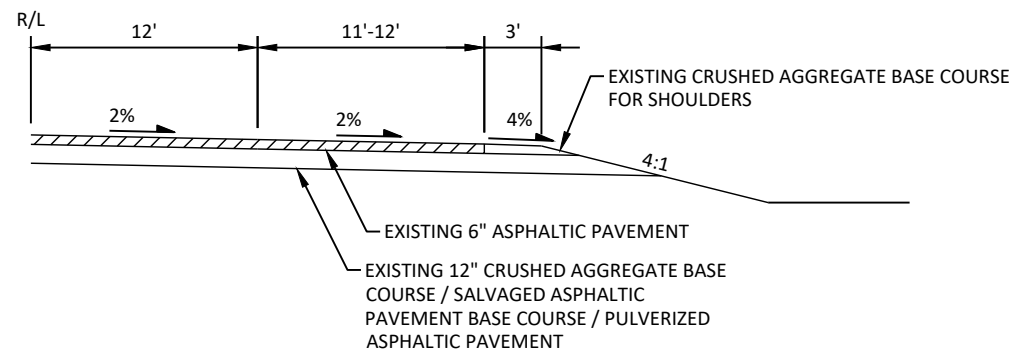 R/L
12'
11'-12'
3'
EXISTING CRUSHED AGGREGATE BASE COURSE
FOR SHOULDERS
2%
2%
4%
4:1
EXISTING 6" ASPHALTIC PAVEMENT
EXISTING 12" CRUSHED AGGREGATE BASE
COURSE / SALVAGED ASPHALTIC
PAVEMENT BASE COURSE / PULVERIZED
ASPHALTIC PAVEMENT